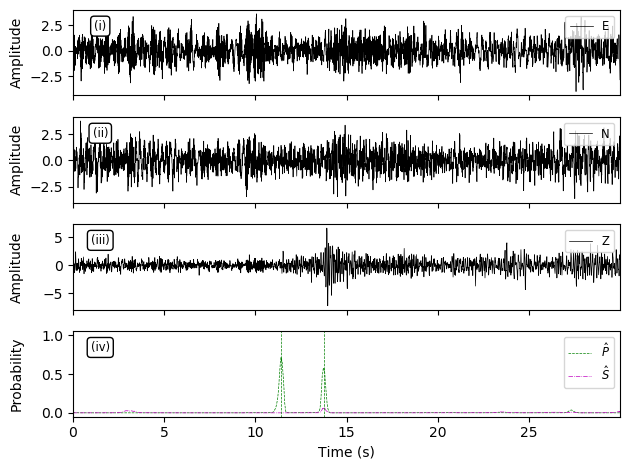 2.5
0.0
−2.5
Amplitude
(i)
E
2.5
0.0
−2.5
Amplitude
(ii)
N
5
0
−5
Amplitude
(iii)
Z
1.0
0.5
0.0
Probability
(iv)
P̂
Ŝ
0 5 10 15 20 25
Time (s)